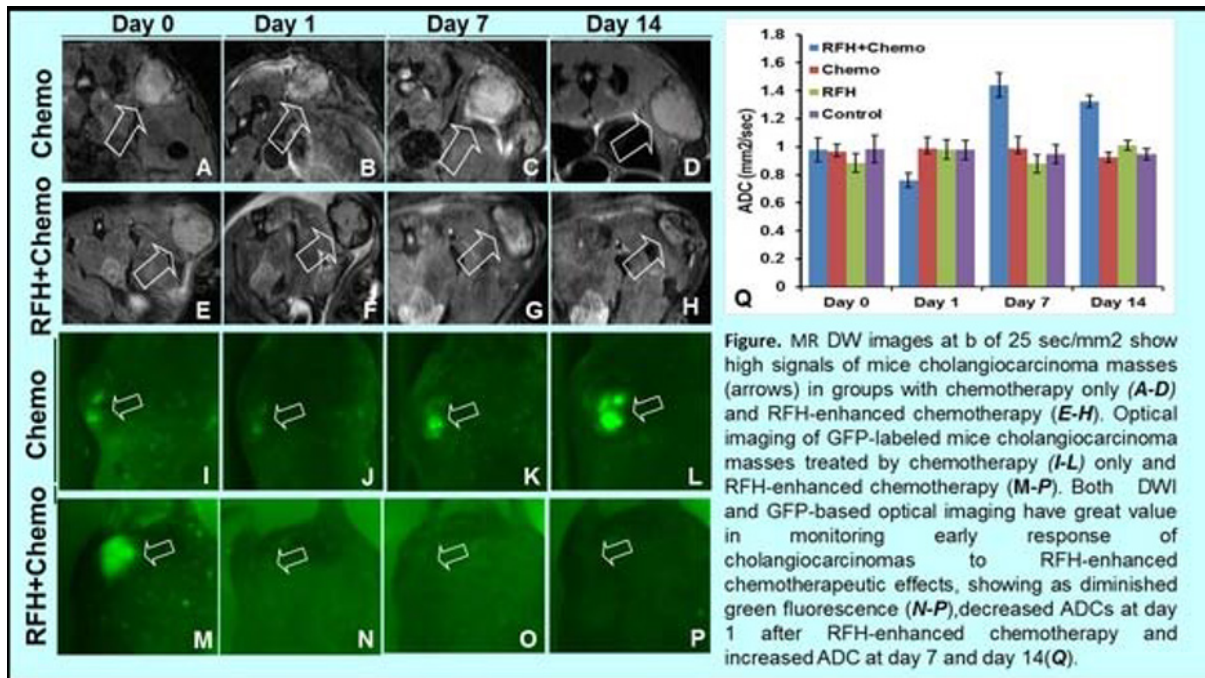 Day 0 Day 1 Day 7 Day 14
Chemo
A B C D
RFH+Chemo
E F G H
Chemo
I J K L
RFH+Chemo
M N O P
ADC (mm2/sec)
1.8
1.6
1.4
1.2
1
0.8
0.6
0.4
0.2
0
RFH+Chemo
Chemo
RFH
Control
Q
Day 0 Day 1 Day 7 Day 14
Figure. MR DW images at b of 25 sec/mm2 show
high signals of mice cholangiocarcinoma masses
(arrows) in groups with chemotherapy only (A-D)
and RFH-enhanced chemotherapy (E-H). Optical
imaging of GFP-labeled mice cholangiocarcinoma
masses treated by chemotherapy (I-L) only and
RFH-enhanced chemotherapy (M-P). Both DWI
and GFP-based optical imaging have great value
in monitoring early response of
cholangiocarcinomas to RFH-enhanced
chemotherapeutic effects, showing as diminished
green fluorescence (N-P),decreased ADCs at day
1 after RFH-enhanced chemotherapy and
increased ADC at day 7 and day 14(Q).